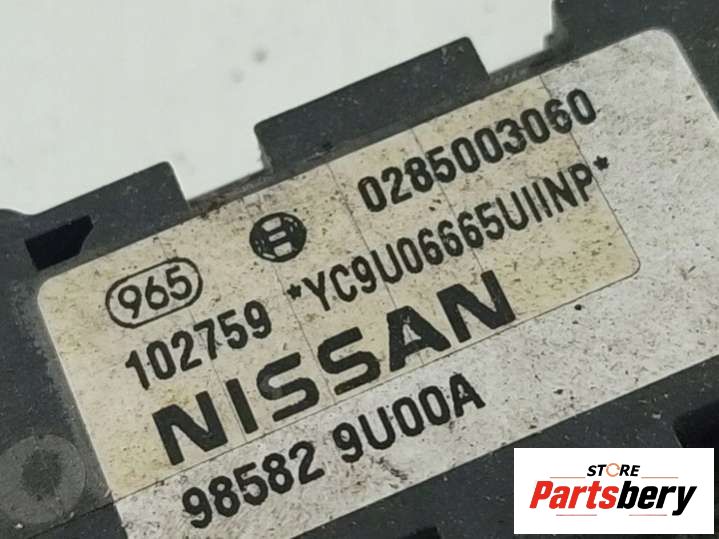 0285003060
965
102759 *YC9U06665UIINP*
NISSAN
98582 9U00A
STORE
Partsbery